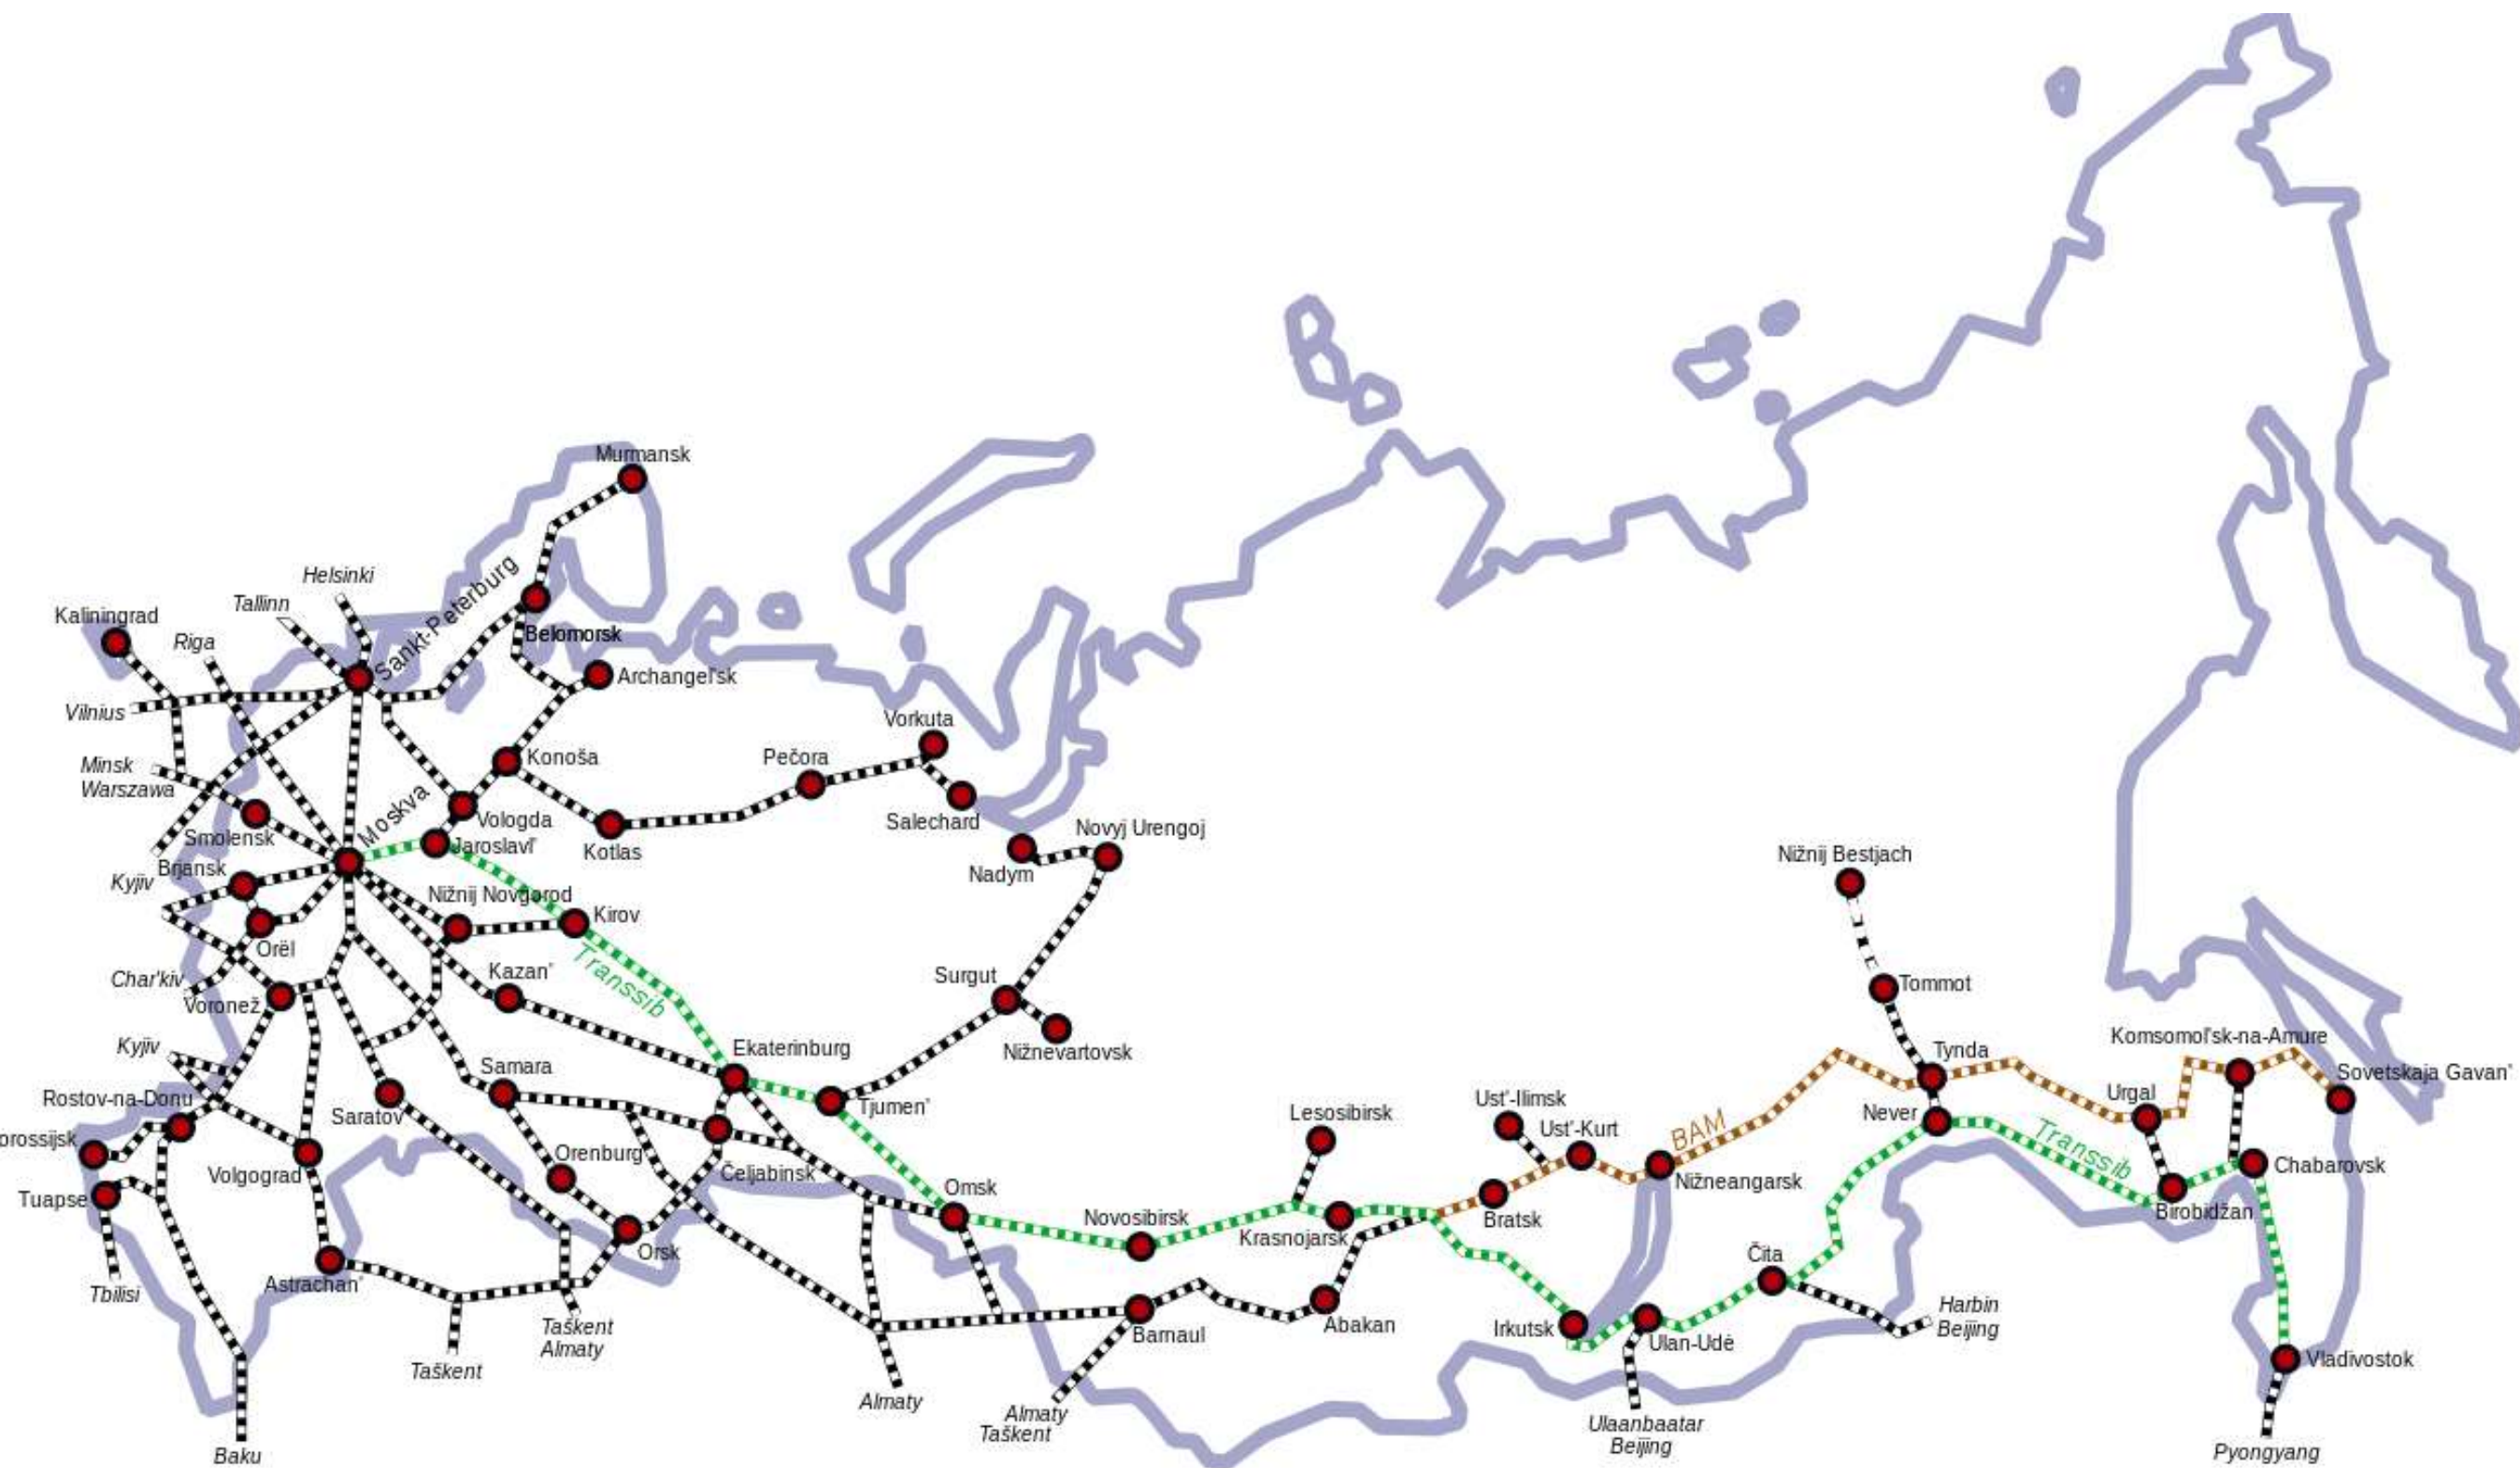 Murmansk
Helsinki
Tallinn
Kaliningrad
Riga
Sankt-Peterburg
Belomorsk
Archangel'sk
Vilnius
Vorkuta
Konoša
Pečora
Minsk
Warszawa
Moskva
Smolensk
Vologda
Salechard
Novyj Urengoj
Jaroslavl'
Kotlas
Nižnij Bestjach
Brjansk
Kyjiv
Nadym
Nižnij Novgorod
Kirov
Orël
Transsib
Kazan'
Surgut
Tommot
Char'kiv
Voronež
Komsomol'sk-na-Amure
Kyjiv
Ekaterinburg
Nižnevartovsk
Tynda
Samara
Sovetskaja Gavan'
Rostov-na-Donu
Urgal
Ust'-Ilimsk
Tjumen'
Lesosibirsk
Never
Saratov
Ust'-Kurt
BAM
Transsib
orossijsk
Orenburg
Čeljabinsk
Volgograd
Chabarovsk
Nižneangarsk
Omsk
Tuapse
Birobidžan
Novosibirsk
Bratsk
Krasnojarsk
Orsk
Čita
Astrachan'
Tbilisi
Harbin
Beijing
Taškent
Almaty
Barnaul
Abakan
Irkutsk
Ulan-Udė
Vladivostok
Taškent
Almaty
Almaty
Taškent
Ulaanbaatar
Beijing
Baku
Pyongyang